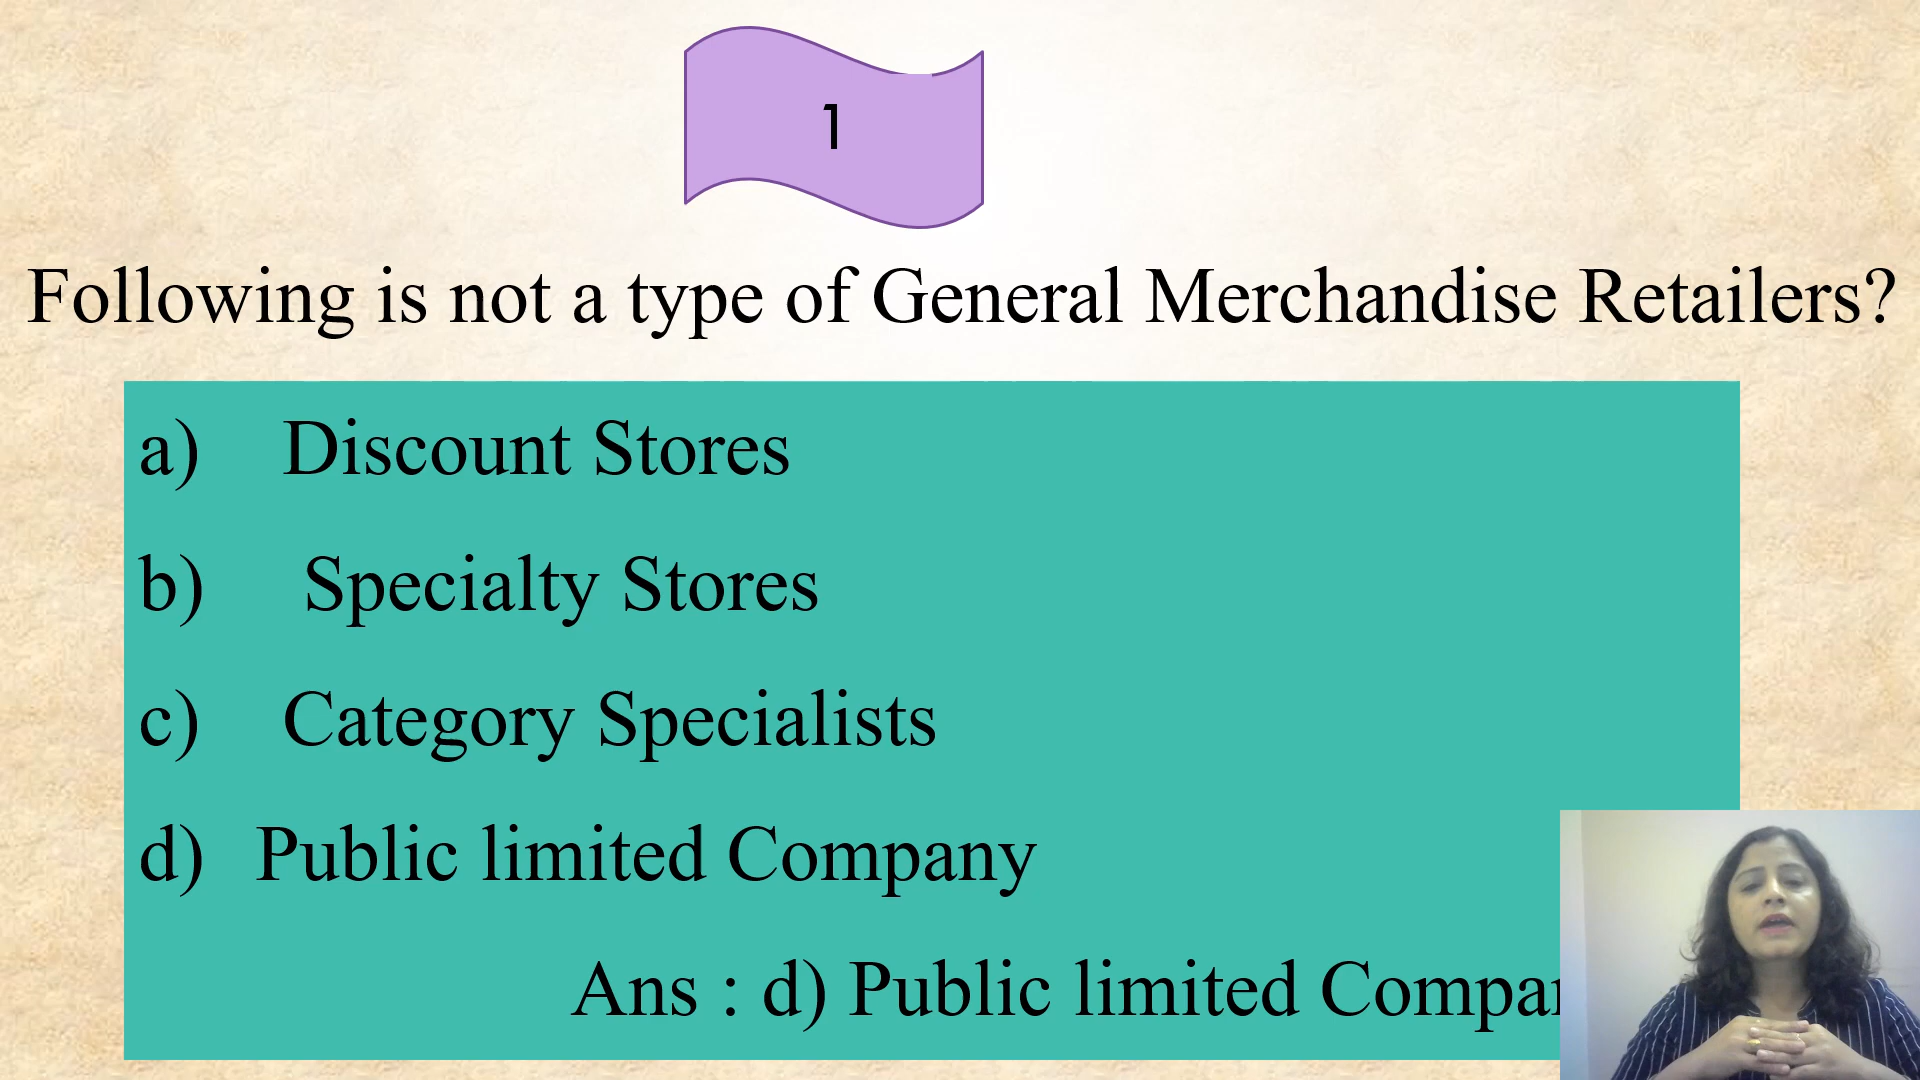 1
Following is not a type of General Merchandise Retailers?
a) Discount Stores
b) Specialty Stores
c) Category Specialists
d) Public limited Company
Ans : d) Public limited